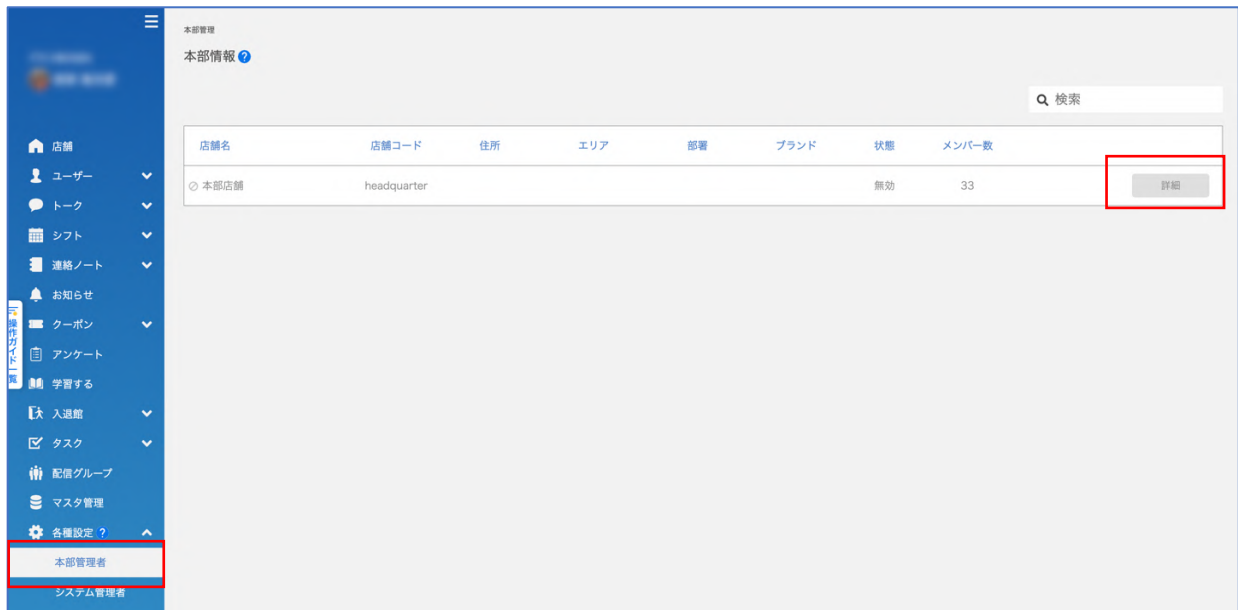 店舗
ユーザー
トーク
シフト
連絡ノート
お知らせ
クーポン
アンケート
学習する
入退館
タスク
配信グループ
マスタ管理
各種設定 ?
本部管理者
システム管理者
操作ガイド一覧
本部管理
本部情報 ?
検索
店舗名 店舗コード 住所 エリア 部署 ブランド 状態 メンバー数
本部店舗 headquarter 無効 33 詳細